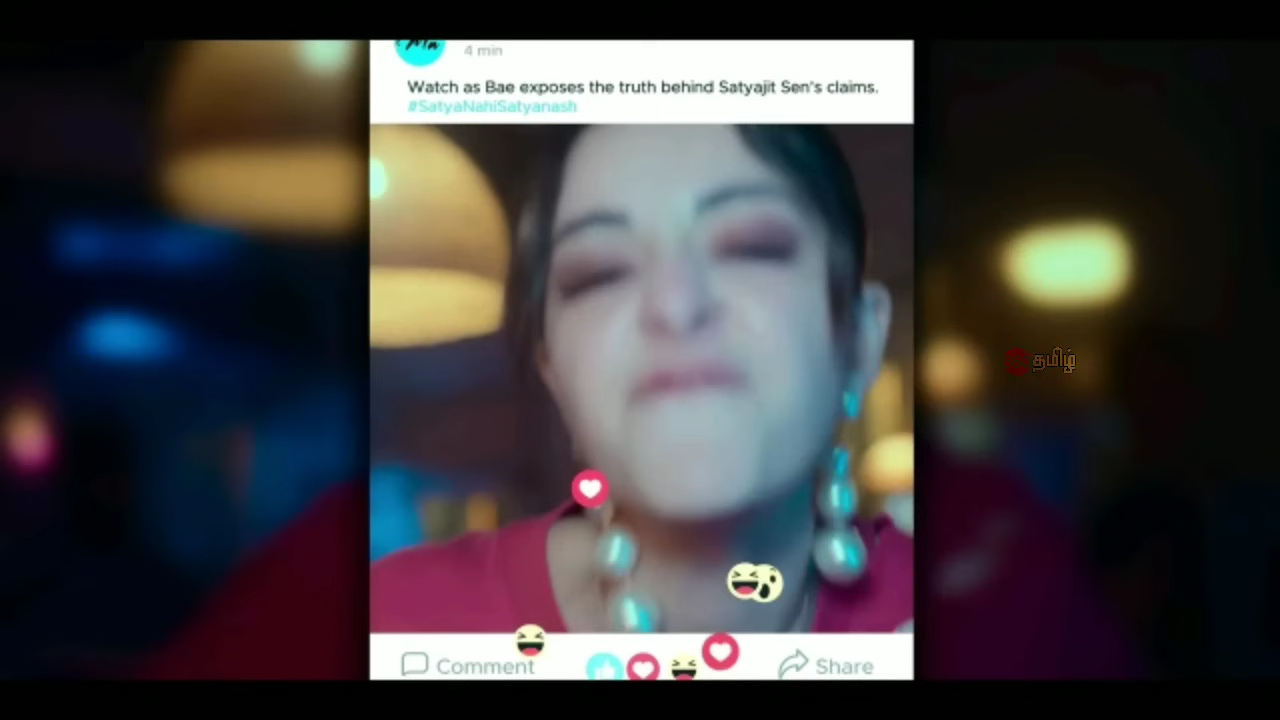 4 min
Watch as Bae exposes the truth behind Satyajit Sen's claims.
#SatyaNahiSatyanash
தமிழ்
Comment
Share